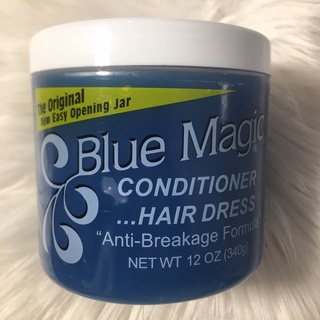 The Original
New Easy Opening Jar
Blue Magic
CONDITIONER
...HAIR DRESS
"Anti-Breakage Formula"
NET WT 12 OZ (340g)